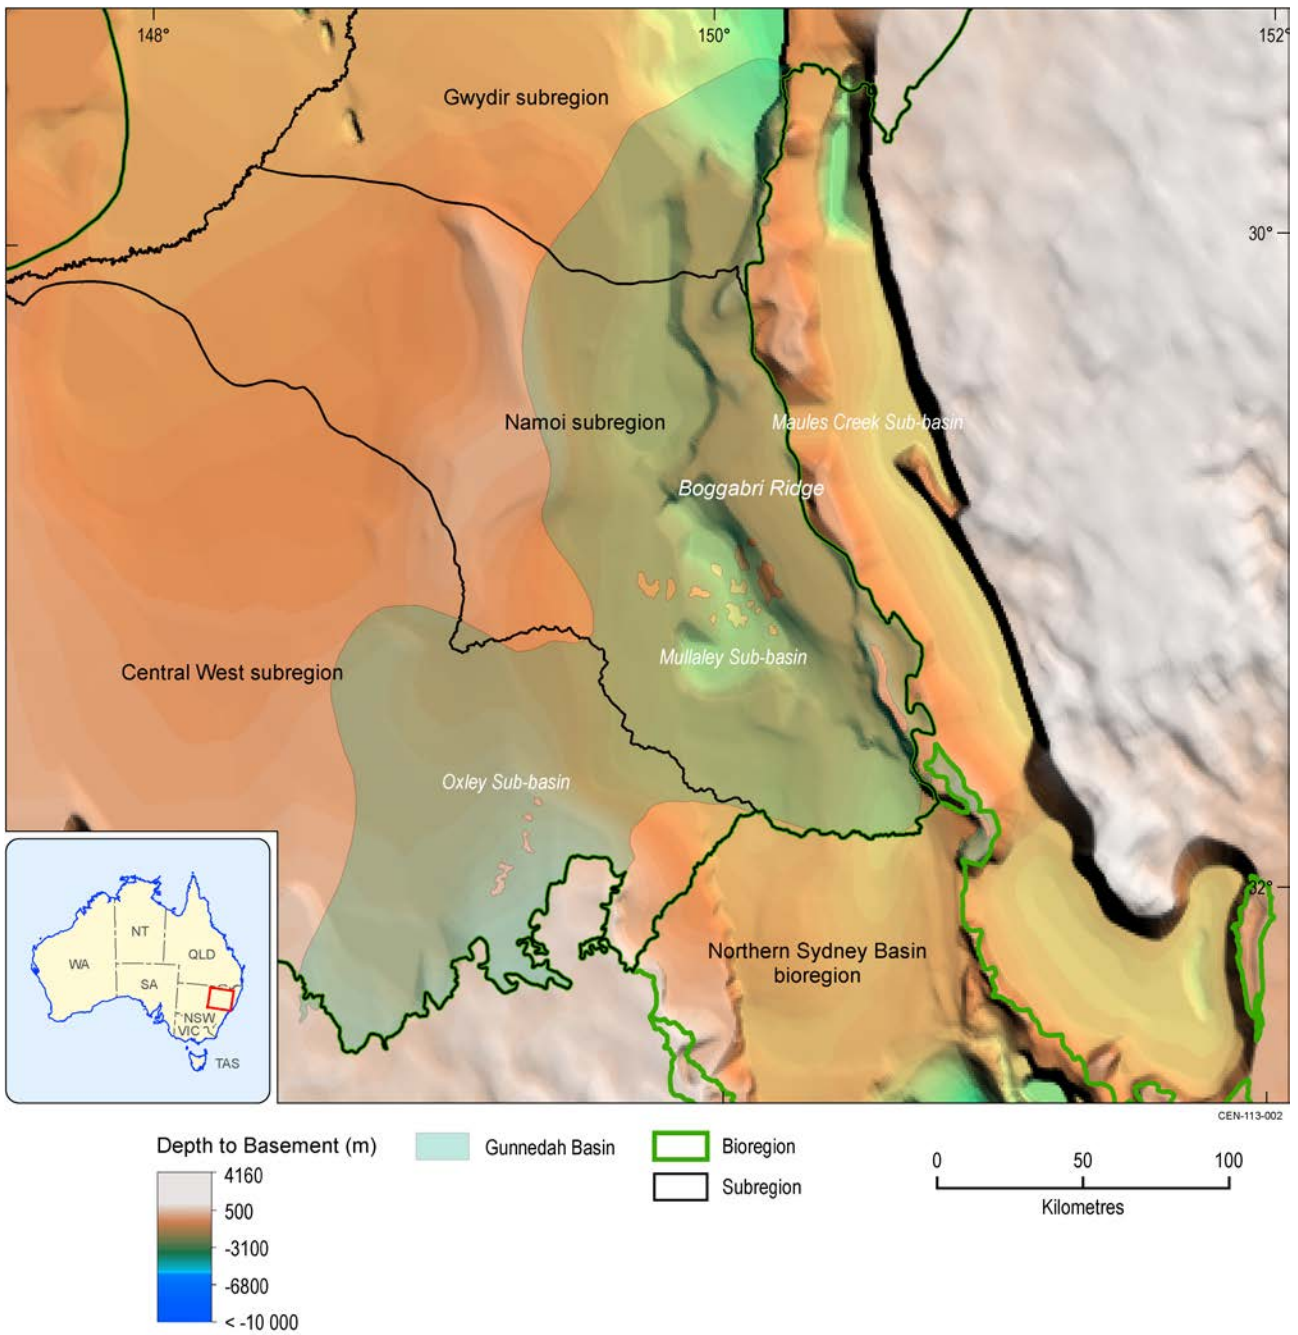 148°
150°
152°
Gwydir subregion
30°
Namoi subregion
Maules Creek Sub-basin
Boggabri Ridge
Mullaley Sub-basin
Central West subregion
Oxley Sub-basin
32°
Northern Sydney Basin
bioregion
NT
WA
QLD
SA
NSW
VIC
TAS
CEN-113-002
Depth to Basement (m)
4160
500
-3100
-6800
< -10 000
Gunnedah Basin
Bioregion
Subregion
0
50
100
Kilometres